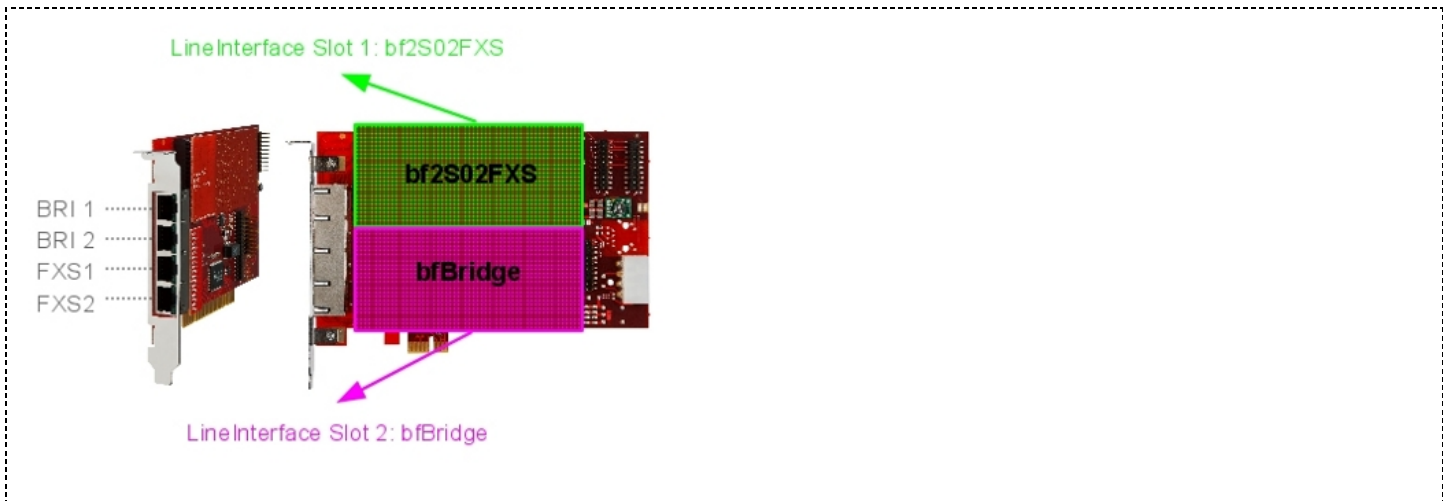 LineInterface Slot 1: bf2S02FXS
bf2S02FXS
BRI 1
BRI 2
FXS1
FXS2
bfBridge
LineInterface Slot 2: bfBridge